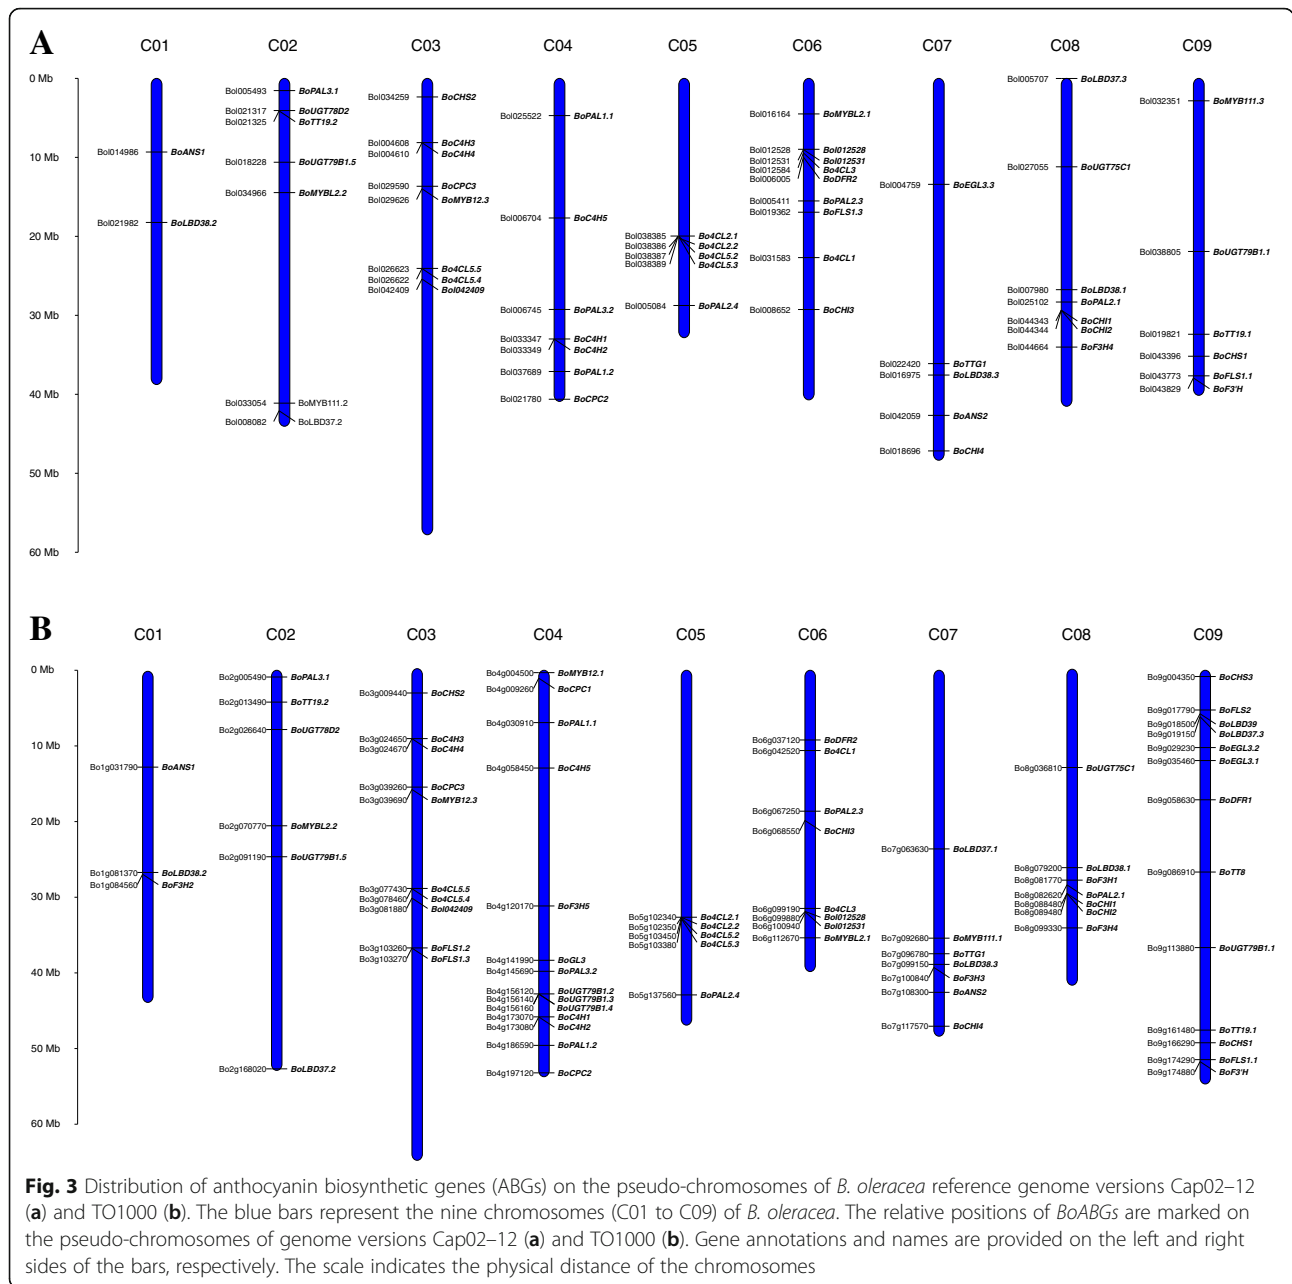 A
C01 C02 C03 C04 C05 C06 C07 C08 C09
0 Mb
10 Mb
20 Mb
30 Mb
40 Mb
50 Mb
60 Mb
Bol014986 BoANS1
Bol021982 BoLBD38.2
Bol005493 BoPAL3.1
Bol021317 BoUGT78D2
Bol021325 BoTT19.2
Bol018228 BoUGT79B1.5
Bol034966 BoMYBL2.2
Bol033054 BoMYB111.2
Bol008082 BoLBD37.2
Bol034259 BoCHS2
Bol004608 BoC4H3
Bol004610 BoC4H4
Bol029590 BoCPC3
Bol029626 BoMYB12.3
Bol026623 Bo4CL5.5
Bol026622 Bo4CL5.4
Bol042409 Bol042409
Bol025522 BoPAL1.1
Bol006704 BoC4H5
Bol006745 BoPAL3.2
Bol033347 BoC4H1
Bol033349 BoC4H2
Bol037689 BoPAL1.2
Bol021780 BoCPC2
Bol038385 Bo4CL2.1
Bol038386 Bo4CL2.2
Bol038387 Bo4CL5.2
Bol038389 Bo4CL5.3
Bol005084 BoPAL2.4
Bol016164 BoMYBL2.1
Bol012528 Bol012528
Bol012531 Bol012531
Bol012584 Bo4CL3
Bol006005 BoDFR2
Bol005411 BoPAL2.3
Bol019362 BoFLS1.3
Bol031583 Bo4CL1
Bol008652 BoCHI3
Bol004759 BoEGL3.3
Bol022420 BoTTG1
Bol016975 BoLBD38.3
Bol042059 BoANS2
Bol018696 BoCHI4
Bol005707 BoLBD37.3
Bol027055 BoUGT75C1
Bol007980 BoLBD38.1
Bol025102 BoPAL2.1
Bol044343 BoCHI1
Bol044344 BoCHI2
Bol044664 BoF3H4
Bol032351 BoMYB111.3
Bol038805 BoUGT79B1.1
Bol019821 BoTT19.1
Bol043396 BoCHS1
Bol043773 BoFLS1.1
Bol043829 BoF3'H
B
C01 C02 C03 C04 C05 C06 C07 C08 C09
0 Mb
10 Mb
20 Mb
30 Mb
40 Mb
50 Mb
60 Mb
Bo1g031790 BoANS1
Bo1g081370 BoLBD38.2
Bo1g084560 BoF3H2
Bo2g005490 BoPAL3.1
Bo2g013490 BoTT19.2
Bo2g026640 BoUGT78D2
Bo2g070770 BoMYBL2.2
Bo2g091190 BoUGT79B1.5
Bo2g168020 BoLBD37.2
Bo3g009440 BoCHS2
Bo3g024650 BoC4H3
Bo3g024670 BoC4H4
Bo3g039260 BoCPC3
Bo3g039690 BoMYB12.3
Bo3g077430 Bo4CL5.5
Bo3g078460 Bo4CL5.4
Bo3g081880 Bol042409
Bo3g103260 BoFLS1.2
Bo3g103270 BoFLS1.3
Bo4g004500 BoMYB12.1
Bo4g009260 BoCPC1
Bo4g030910 BoPAL1.1
Bo4g058450 BoC4H5
Bo4g120170 BoF3H5
Bo4g141990 BoGL3
Bo4g145690 BoPAL3.2
Bo4g156120 BoUGT79B1.2
Bo4g156140 BoUGT79B1.3
Bo4g156160 BoUGT79B1.4
Bo4g173070 BoC4H1
Bo4g173080 BoC4H2
Bo4g186590 BoPAL1.2
Bo4g197120 BoCPC2
Bo5g102340 Bo4CL2.1
Bo5g102350 Bo4CL2.2
Bo5g103450 Bo4CL5.2
Bo5g103380 Bo4CL5.3
Bo5g137560 BoPAL2.4
Bo6g037120 BoDFR2
Bo6g042520 Bo4CL1
Bo6g067250 BoPAL2.3
Bo6g068550 BoCHI3
Bo6g099190 Bo4CL3
Bo6g099880 Bol012528
Bo6g100940 Bol012531
Bo6g112670 BoMYBL2.1
Bo7g063630 BoLBD37.1
Bo7g092680 BoMYB111.1
Bo7g096780 BoTTG1
Bo7g099150 BoLBD38.3
Bo7g100840 BoF3H3
Bo7g108300 BoANS2
Bo7g117570 BoCHI4
Bo8g036810 BoUGT75C1
Bo8g079200 BoLBD38.1
Bo8g081770 BoF3H1
Bo8g082620 BoPAL2.1
Bo8g088480 BoCHI1
Bo8g089480 BoCHI2
Bo8g099330 BoF3H4
Bo9g004350 BoCHS3
Bo9g017790 BoFLS2
Bo9g018500 BoLBD39
Bo9g019150 BoLBD37.3
Bo9g029230 BoEGL3.2
Bo9g035460 BoEGL3.1
Bo9g058630 BoDFR1
Bo9g086910 BoTT8
Bo9g113880 BoUGT79B1.1
Bo9g161480 BoTT19.1
Bo9g166290 BoCHS1
Bo9g174290 BoFLS1.1
Bo9g174880 BoF3'H
Fig. 3 Distribution of anthocyanin biosynthetic genes (ABGs) on the pseudo-chromosomes of B. oleracea reference genome versions Cap02–12
(a) and TO1000 (b). The blue bars represent the nine chromosomes (C01 to C09) of B. oleracea. The relative positions of BoABGs are marked on
the pseudo-chromosomes of genome versions Cap02–12 (a) and TO1000 (b). Gene annotations and names are provided on the left and right
sides of the bars, respectively. The scale indicates the physical distance of the chromosomes